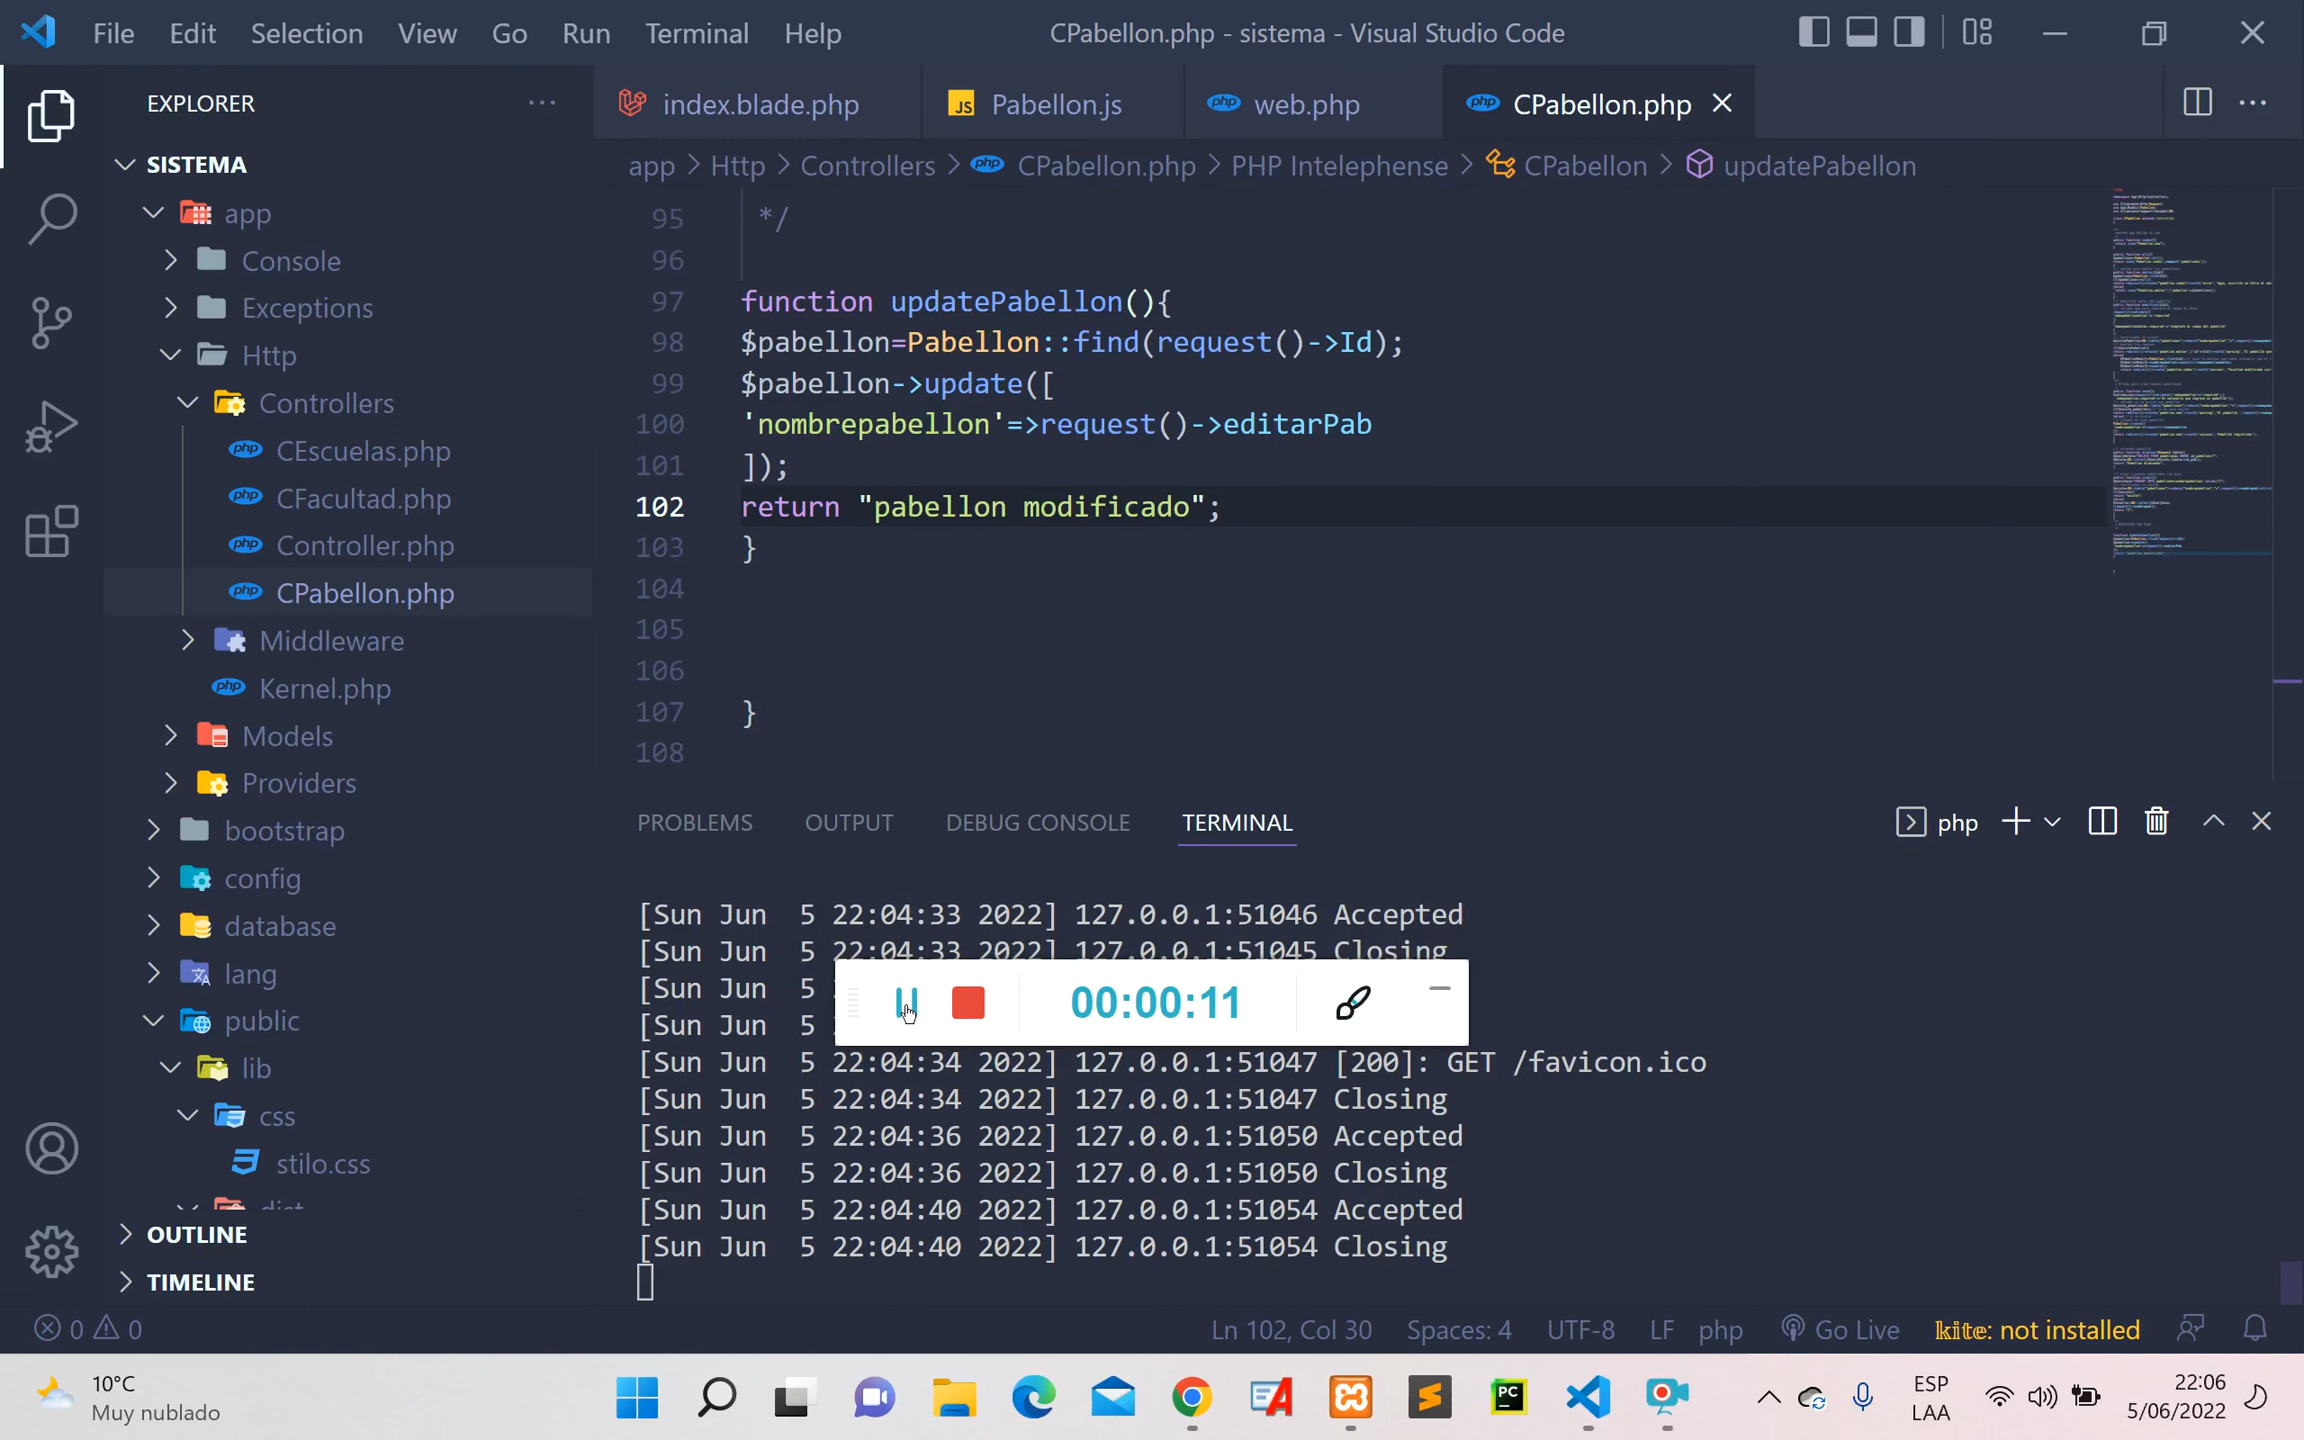 File Edit Selection View Go Run Terminal Help
CPabellon.php - sistema - Visual Studio Code
EXPLORER
SISTEMA
app
Console
Exceptions
Http
Controllers
CEscuelas.php
CFacultad.php
Controller.php
CPabellon.php
Middleware
Kernel.php
Models
Providers
bootstrap
config
database
lang
public
lib
css
stilo.css
dist
OUTLINE
TIMELINE
index.blade.php
JS Pabellon.js
php web.php
php CPabellon.php
app > Http > Controllers > php CPabellon.php > PHP Intelephense > CPabellon > updatePabellon
95 */
96
97 function updatePabellon(){
98 $pabellon=Pabellon::find(request()->Id);
99 $pabellon->update([
100 'nombrepabellon'=>request()->editarPab
101 ]);
102 return "pabellon modificado";
103 }
104
105
106
107 }
108
PROBLEMS OUTPUT DEBUG CONSOLE TERMINAL
php
[Sun Jun 5 22:04:33 2022] 127.0.0.1:51046 Accepted
[Sun Jun 5 22:04:33 2022] 127.0.0.1:51045 Closing
[Sun Jun 5
[Sun Jun 5
00:00:11
[Sun Jun 5 22:04:34 2022] 127.0.0.1:51047 [200]: GET /favicon.ico
[Sun Jun 5 22:04:34 2022] 127.0.0.1:51047 Closing
[Sun Jun 5 22:04:36 2022] 127.0.0.1:51050 Accepted
[Sun Jun 5 22:04:36 2022] 127.0.0.1:51050 Closing
[Sun Jun 5 22:04:40 2022] 127.0.0.1:51054 Accepted
[Sun Jun 5 22:04:40 2022] 127.0.0.1:51054 Closing
0 0
Ln 102, Col 30 Spaces: 4 UTF-8 LF php Go Live kite: not installed
10°C
Muy nublado
PC
ESP
LAA
22:06
5/06/2022